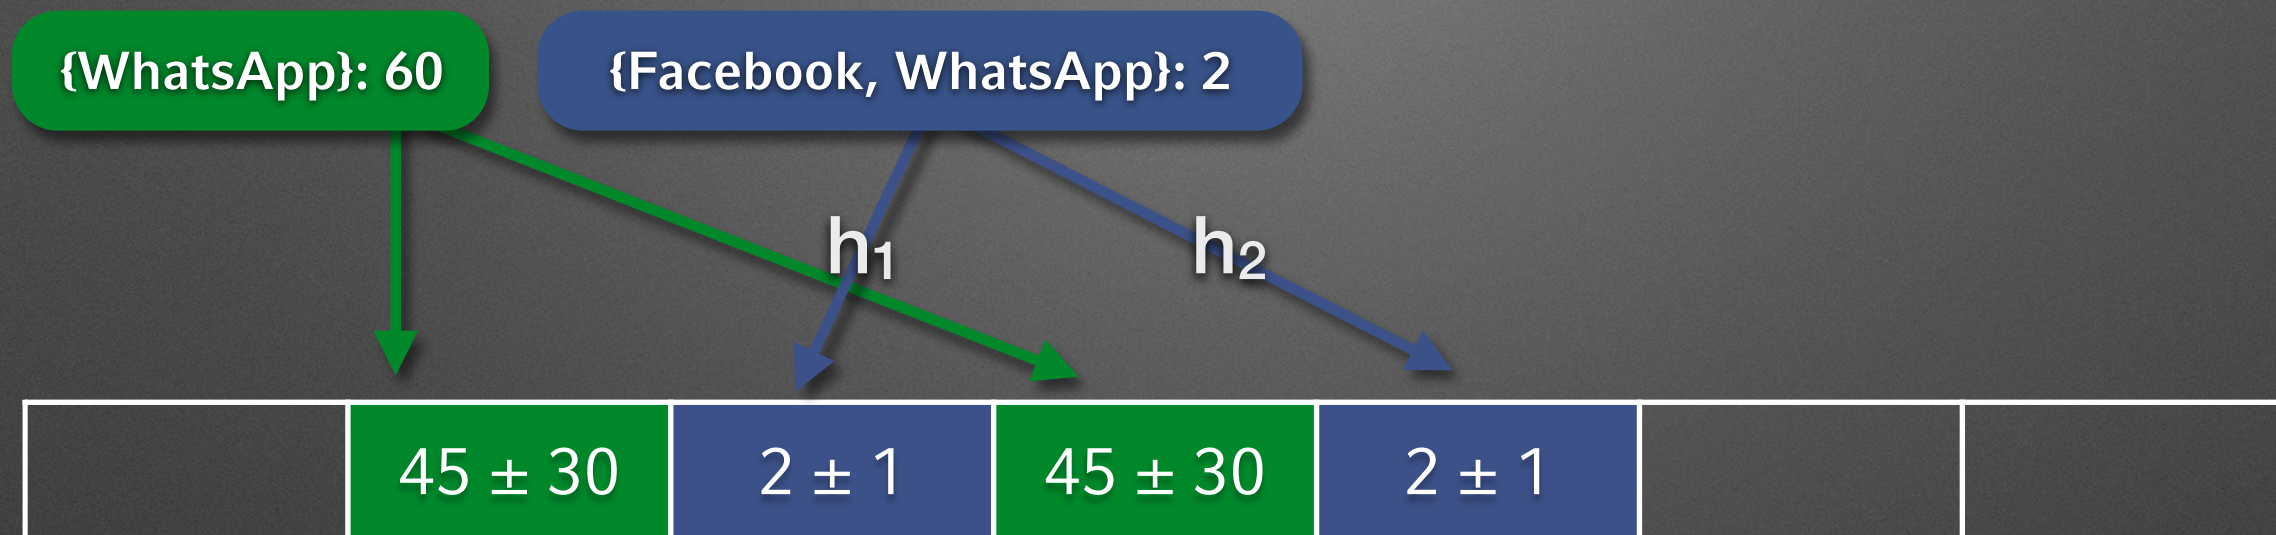 {WhatsApp}: 60
{Facebook, WhatsApp}: 2
h₁
h₂
45 ± 30
2 ± 1
45 ± 30
2 ± 1